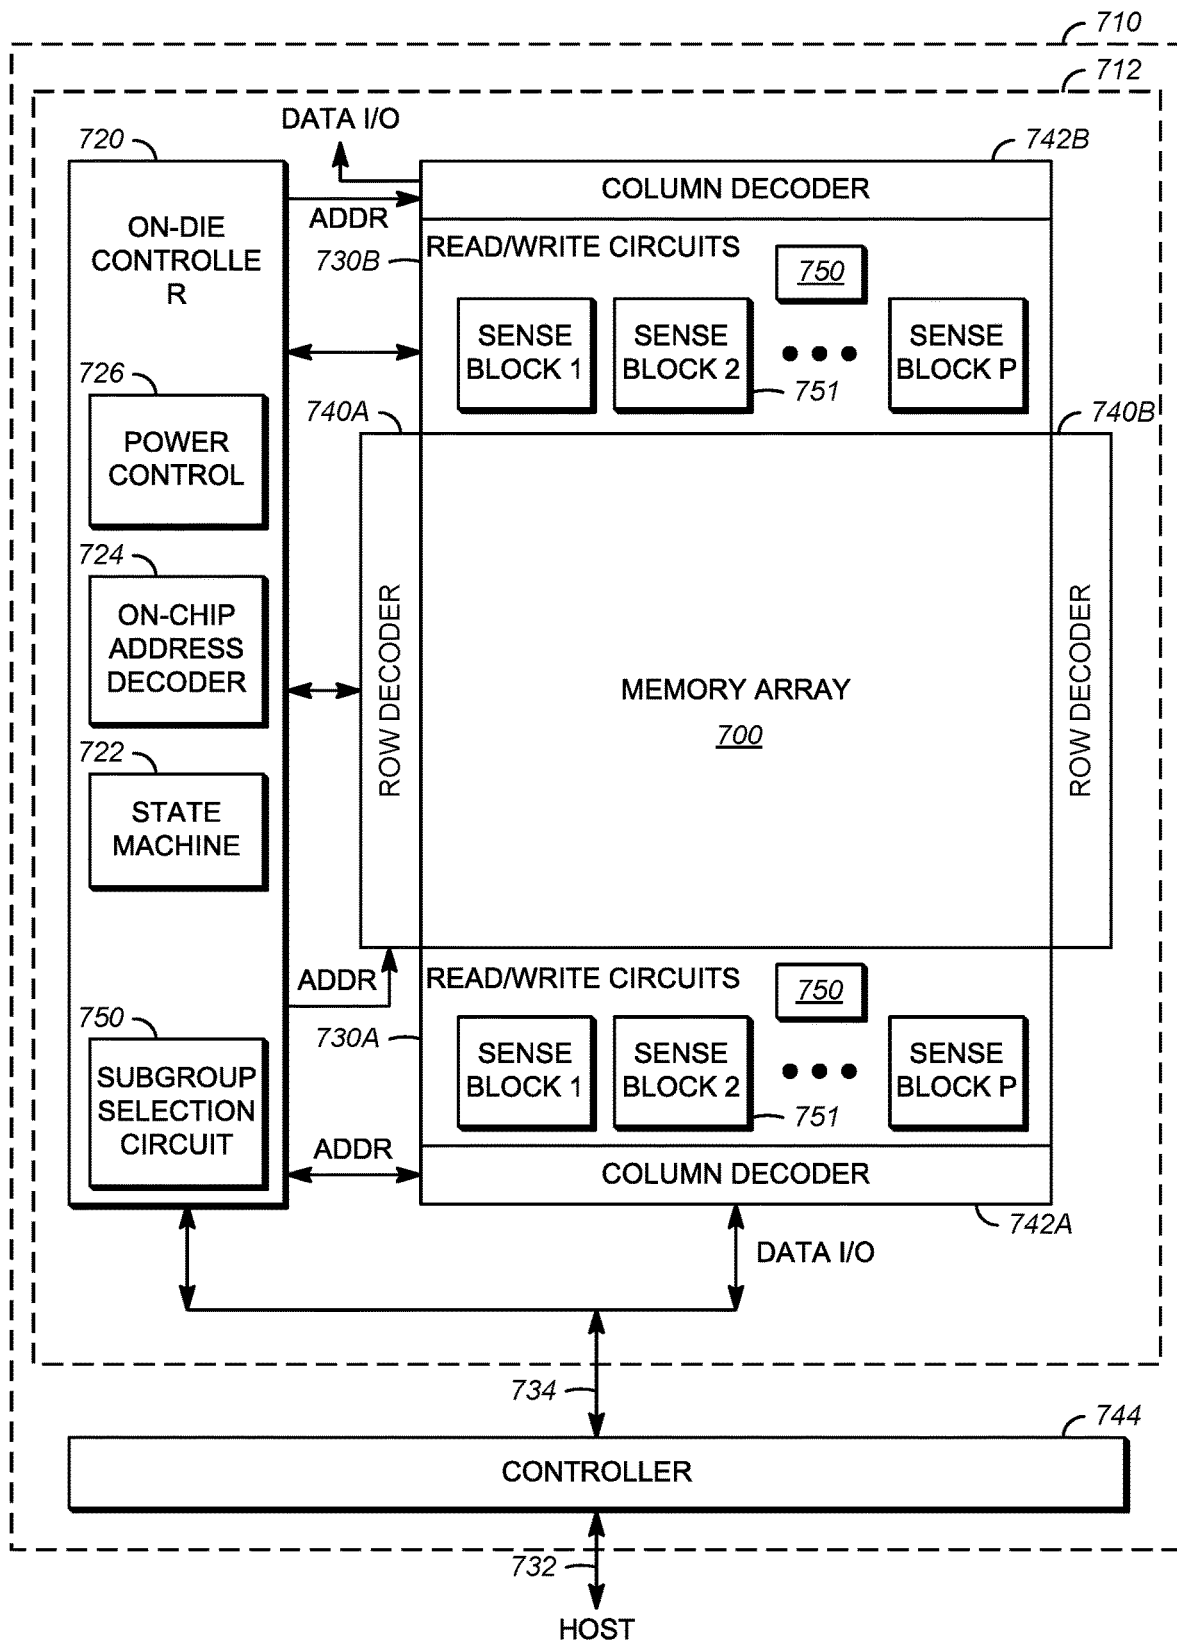 710
712
DATA I/O
720
742B
COLUMN DECODER
ADDR
ON-DIE
CONTROLLE
R
730B
READ/WRITE CIRCUITS
750
SENSE
BLOCK 1
SENSE
BLOCK 2
SENSE
BLOCK P
751
726
740A
740B
POWER
CONTROL
724
ON-CHIP
ADDRESS
DECODER
ROW DECODER
MEMORY ARRAY
700
ROW DECODER
722
STATE
MACHINE
ADDR
READ/WRITE CIRCUITS
750
750
730A
SUBGROUP
SELECTION
CIRCUIT
SENSE
BLOCK 1
SENSE
BLOCK 2
SENSE
BLOCK P
751
ADDR
COLUMN DECODER
742A
DATA I/O
734
744
CONTROLLER
732
HOST